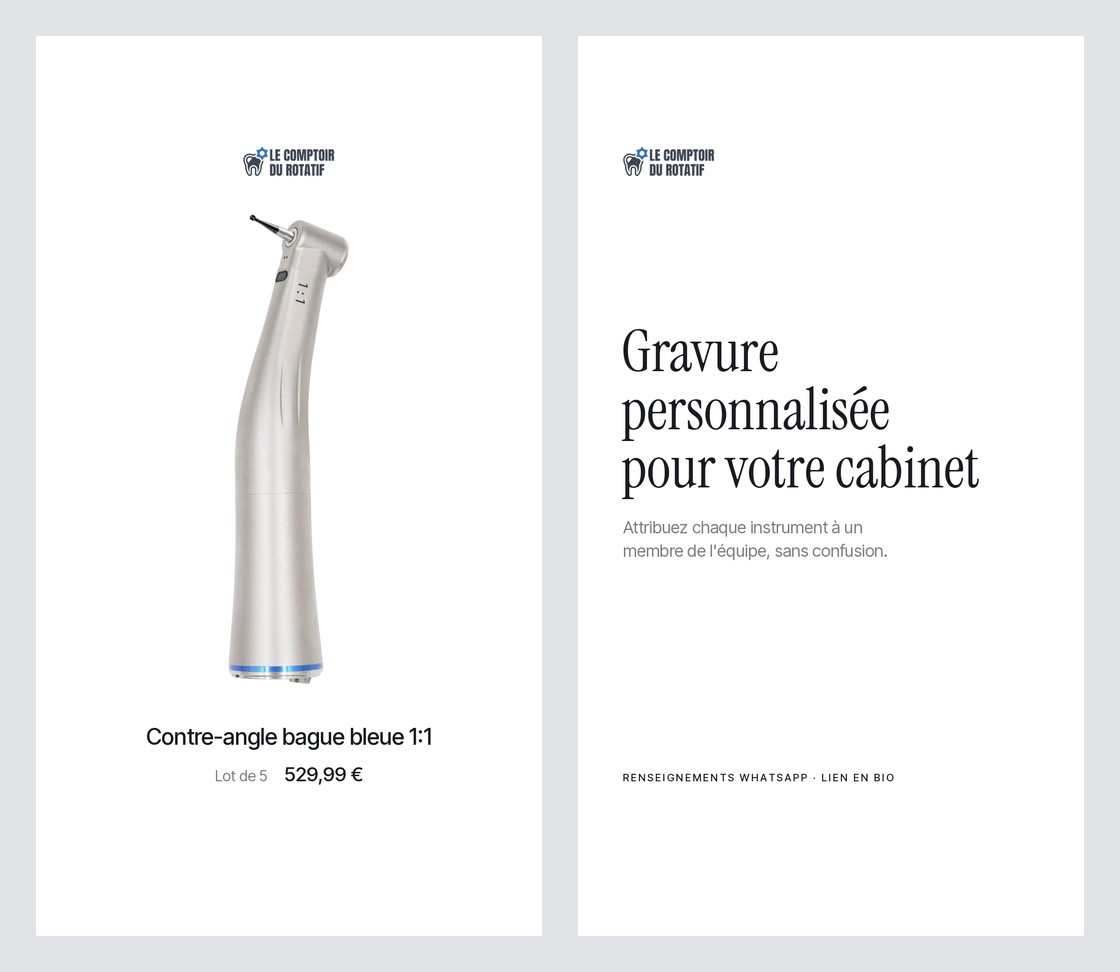 LE COMPTOIR
DU ROTATIF
1:1
Contre-angle bague bleue 1:1
Lot de 5 529,99 €
LE COMPTOIR
DU ROTATIF
Gravure
personnalisée
pour votre cabinet
Attribuez chaque instrument à un
membre de l'équipe, sans confusion.
RENSEIGNEMENTS WHATSAPP · LIEN EN BIO